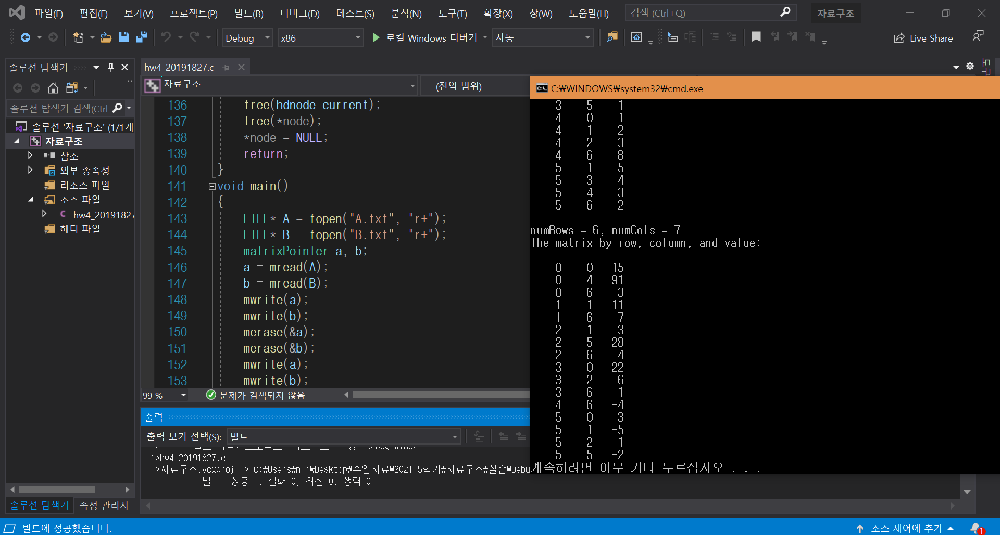 파일(F) 편집(E) 보기(V) 프로젝트(P) 빌드(B) 디버그(D) 테스트(S) 분석(N) 도구(T) 확장(X) 창(W) 도움말(H) 검색 (Ctrl+Q) 자료구조
Debug x86 로컬 Windows 디버거 자동 Live Share
솔루션 탐색기
솔루션 탐색기 검색(Ctrl
솔루션 '자료구조' (1/1개
자료구조
참조
외부 종속성
리소스 파일
소스 파일
hw4_20191827
헤더 파일
솔루션 탐색기 속성 관리자
hw4_20191827.c
도구
자료구조 (전역 범위)
136 free(hdnode_current);
137 free(*node);
138 *node = NULL;
139 return;
140 }
141 void main()
142 {
143 FILE* A = fopen("A.txt", "r+");
144 FILE* B = fopen("B.txt", "r+");
145 matrixPointer a, b;
146 a = mread(A);
147 b = mread(B);
148 mwrite(a);
149 mwrite(b);
150 merase(&a);
151 merase(&b);
152 mwrite(a);
153 mwrite(b);
99 % 문제가 검색되지 않음
출력
출력 보기 선택(S): 빌드
1>hw4_20191827.c
1>자료구조.vcxproj -> C:₩Users₩min₩Desktop₩수업자료₩2021-5학기₩자료구조₩실습₩Debu
========== 빌드: 성공 1, 실패 0, 최신 0, 생략 0 ==========
C:₩WINDOWS₩system32₩cmd.exe
3 5 1
4 0 1
4 1 2
4 2 3
4 6 8
5 1 5
5 3 4
5 4 3
5 6 2
numRows = 6, numCols = 7
The matrix by row, column, and value:
0 0 15
0 4 91
0 6 3
1 1 11
1 6 7
2 1 3
2 5 28
2 6 4
3 0 22
3 2 -6
3 6 1
4 6 -4
5 0 3
5 1 -5
5 2 1
5 5 -2
계속하려면 아무 키나 누르십시오 . . .
빌드에 성공했습니다. 소스 제어에 추가 1